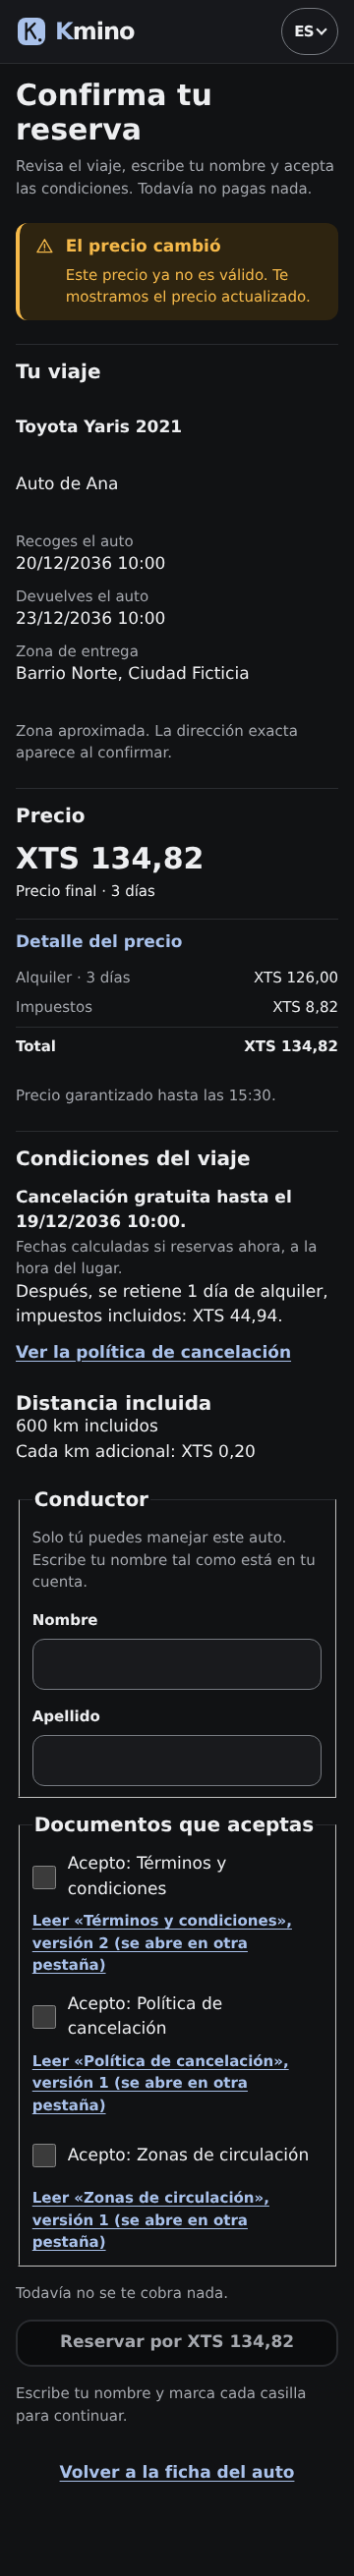 K Kmino
ES
Confirma tu
reserva
Revisa el viaje, escribe tu nombre y acepta
las condiciones. Todavía no pagas nada.
El precio cambió
Este precio ya no es válido. Te
mostramos el precio actualizado.
Tu viaje
Toyota Yaris 2021
Auto de Ana
Recoges el auto
20/12/2036 10:00
Devuelves el auto
23/12/2036 10:00
Zona de entrega
Barrio Norte, Ciudad Ficticia
Zona aproximada. La dirección exacta
aparece al confirmar.
Precio
XTS 134,82
Precio final · 3 días
Detalle del precio
Alquiler · 3 días XTS 126,00
Impuestos XTS 8,82
Total XTS 134,82
Precio garantizado hasta las 15:30.
Condiciones del viaje
Cancelación gratuita hasta el
19/12/2036 10:00.
Fechas calculadas si reservas ahora, a la
hora del lugar.
Después, se retiene 1 día de alquiler,
impuestos incluidos: XTS 44,94.
Ver la política de cancelación
Distancia incluida
600 km incluidos
Cada km adicional: XTS 0,20
Conductor
Solo tú puedes manejar este auto.
Escribe tu nombre tal como está en tu
cuenta.
Nombre
Apellido
Documentos que aceptas
Acepto: Términos y
condiciones
Leer «Términos y condiciones»,
versión 2 (se abre en otra
pestaña)
Acepto: Política de
cancelación
Leer «Política de cancelación»,
versión 1 (se abre en otra
pestaña)
Acepto: Zonas de circulación
Leer «Zonas de circulación»,
versión 1 (se abre en otra
pestaña)
Todavía no se te cobra nada.
Reservar por XTS 134,82
Escribe tu nombre y marca cada casilla
para continuar.
Volver a la ficha del auto